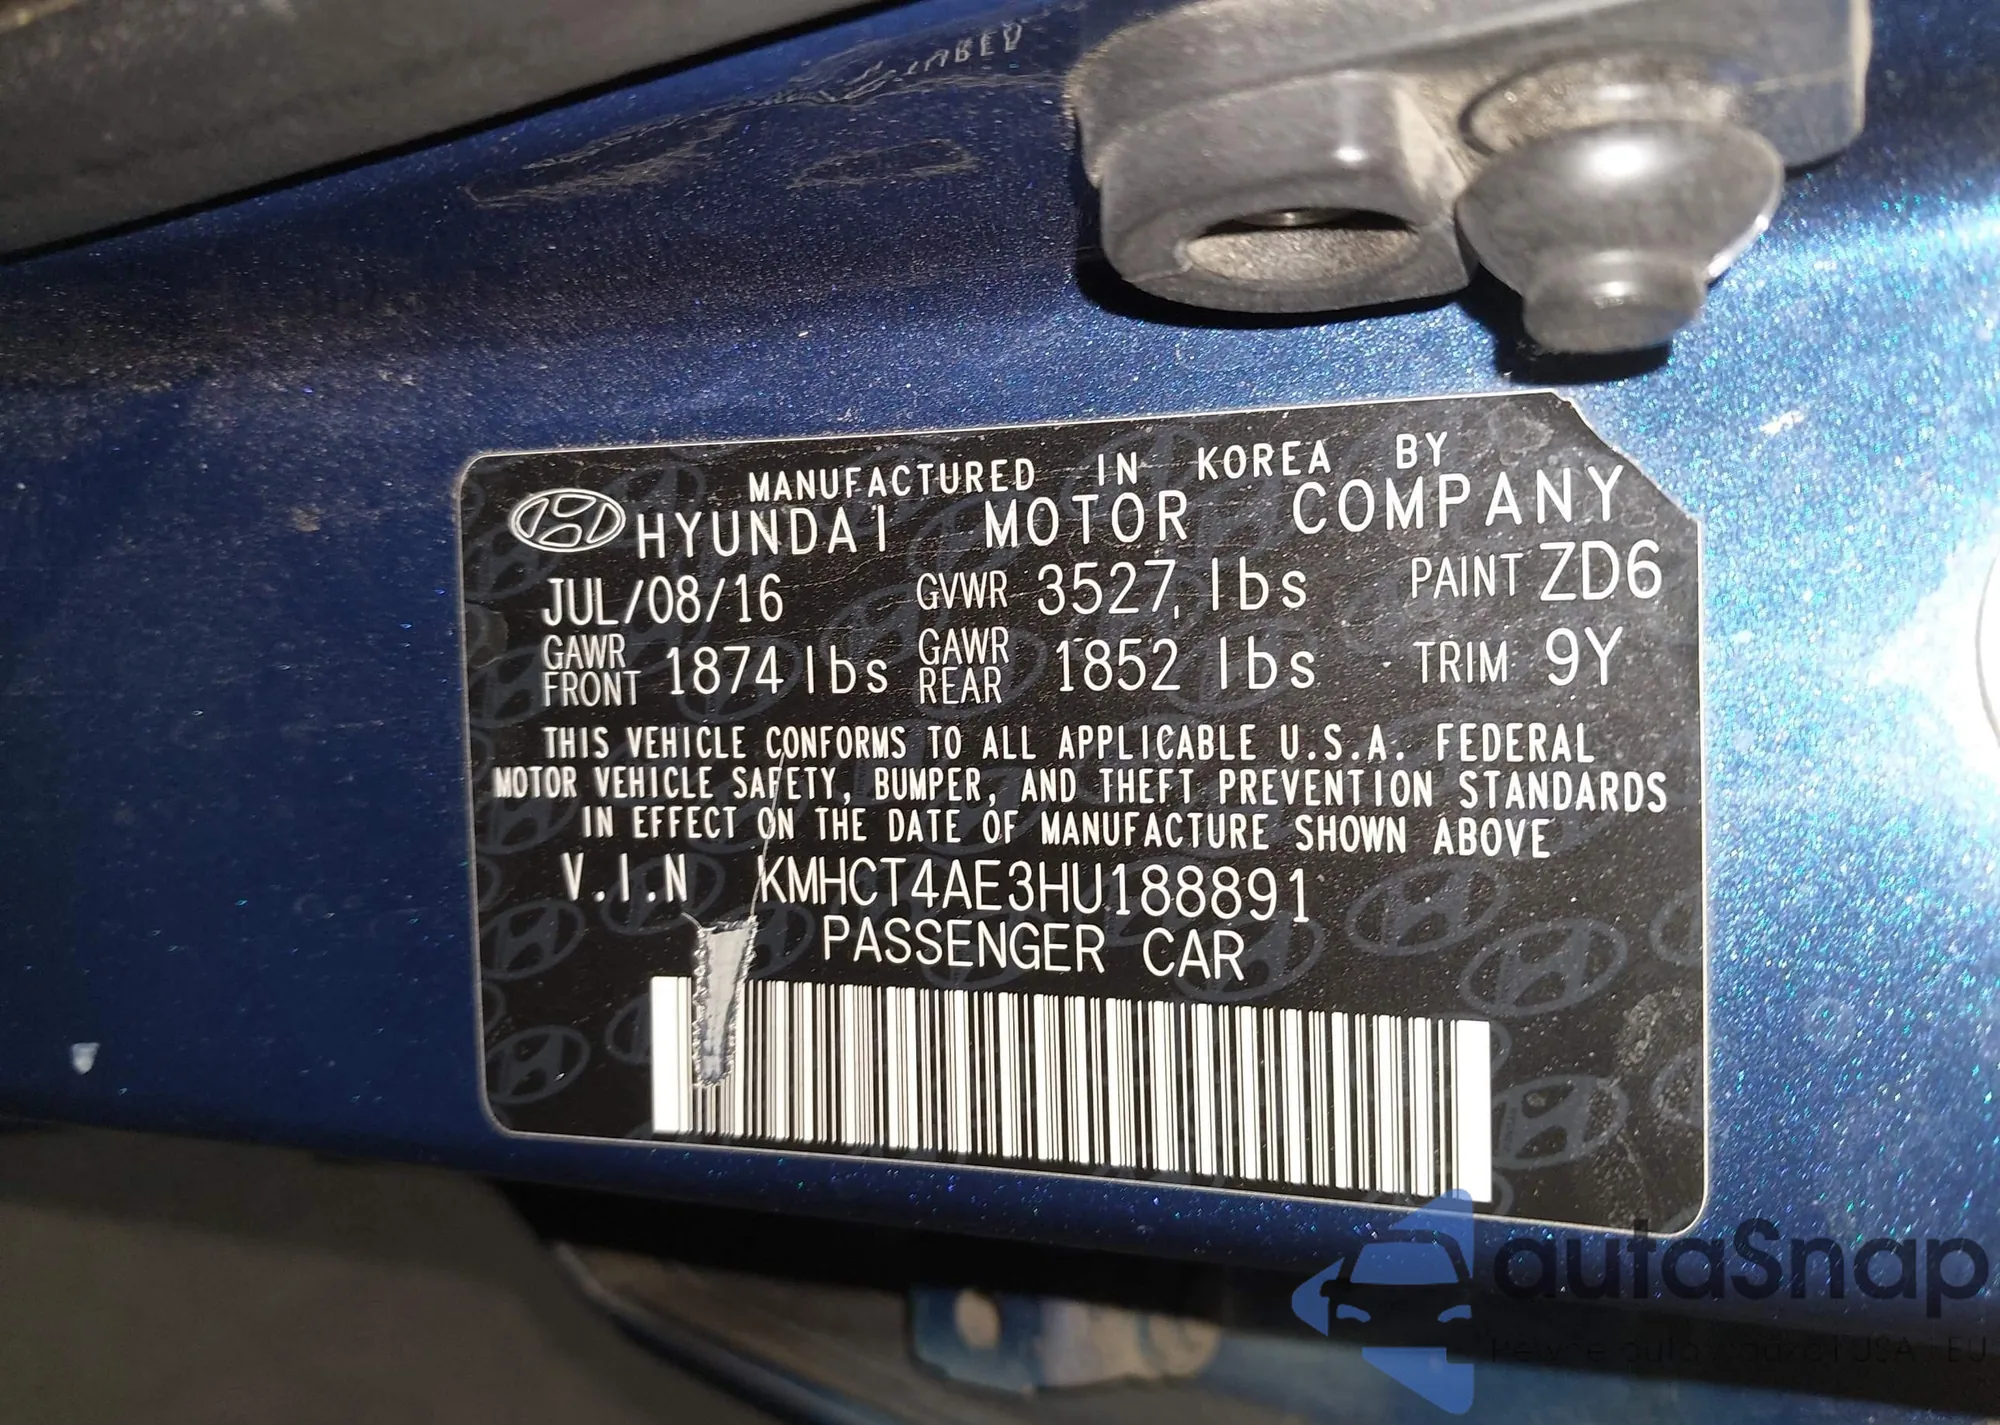 MANUFACTURED IN KOREA BY
HYUNDAI MOTOR COMPANY
JUL/08/16 GVWR 3527, lbs PAINT ZD6
GAWR FRONT 1874 lbs GAWR REAR 1852 lbs TRIM: 9Y
THIS VEHICLE CONFORMS TO ALL APPLICABLE U.S.A. FEDERAL
MOTOR VEHICLE SAFETY, BUMPER, AND THEFT PREVENTION STANDARDS
IN EFFECT ON THE DATE OF MANUFACTURE SHOWN ABOVE
V.I.N KMHCT4AE3HU188891
PASSENGER CAR
autaSnap